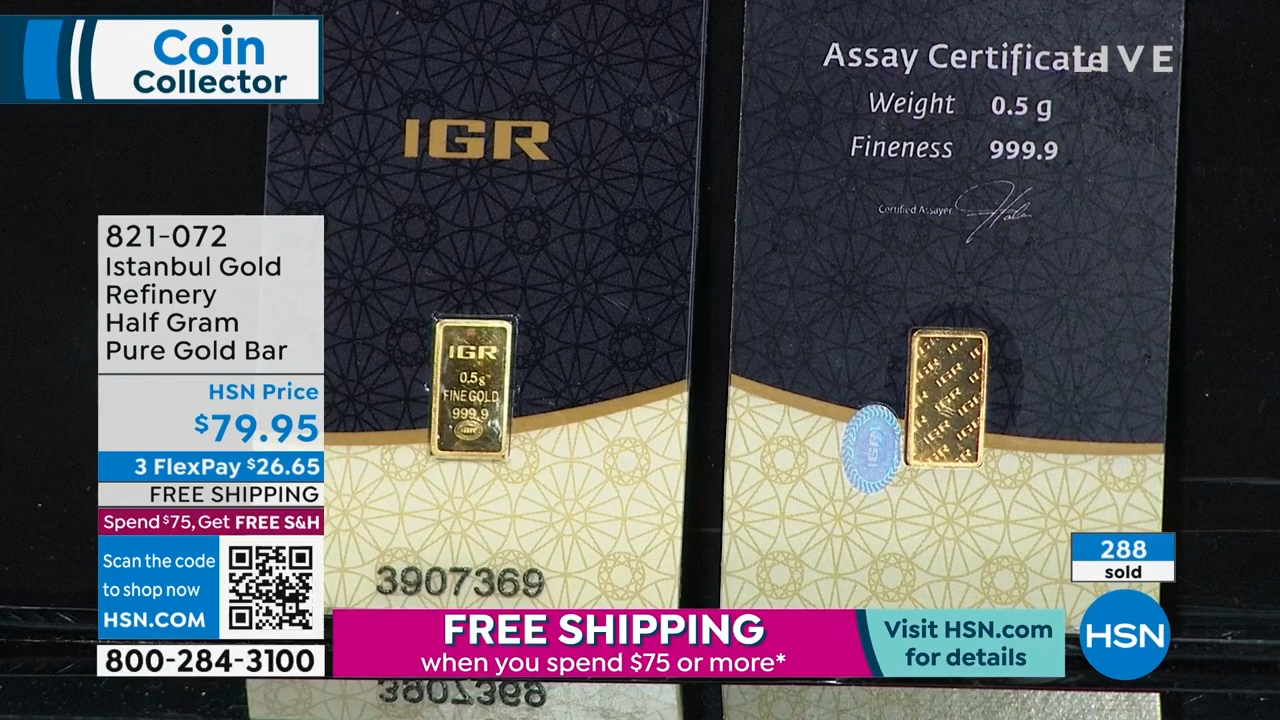 Coin
Collector
IGR
Assay Certificate
LIVE
Weight 0.5 g
Fineness 999.9
Certified Assayer
821-072
Istanbul Gold
Refinery
Half Gram
Pure Gold Bar
HSN Price
$79.95
3 FlexPay $26.65
FREE SHIPPING
Spend $75, Get FREE S&H
Scan the code
to shop now
HSN.COM
800-284-3100
IGR
0,5g
FINE GOLD
999.9
IGR
IGR
3907369
FREE SHIPPING
when you spend $75 or more*
Visit HSN.com
for details
288
sold
HSN